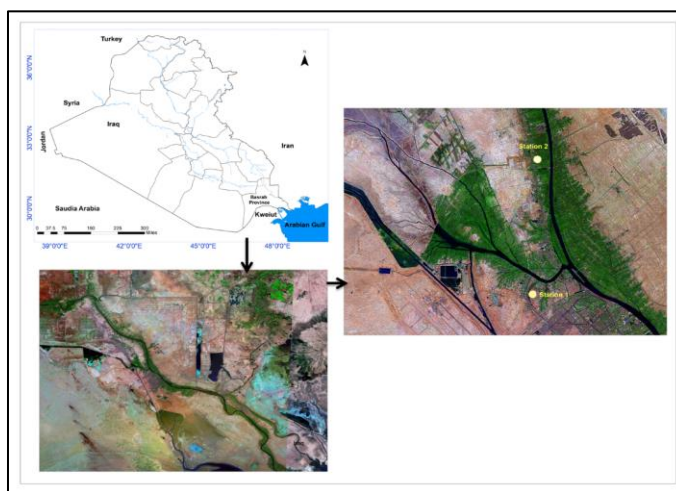 Turkey
N
36°0'0"N
Syria
Iraq
Iran
Jordan
33°0'0"N
Basrah
Province
30°0'0"N
Saudi Arabia
Kweiut
Arabian Gulf
Miles
39°0'0"E
42°0'0"E
45°0'0"E
48°0'0"E
Station 2
Station 1